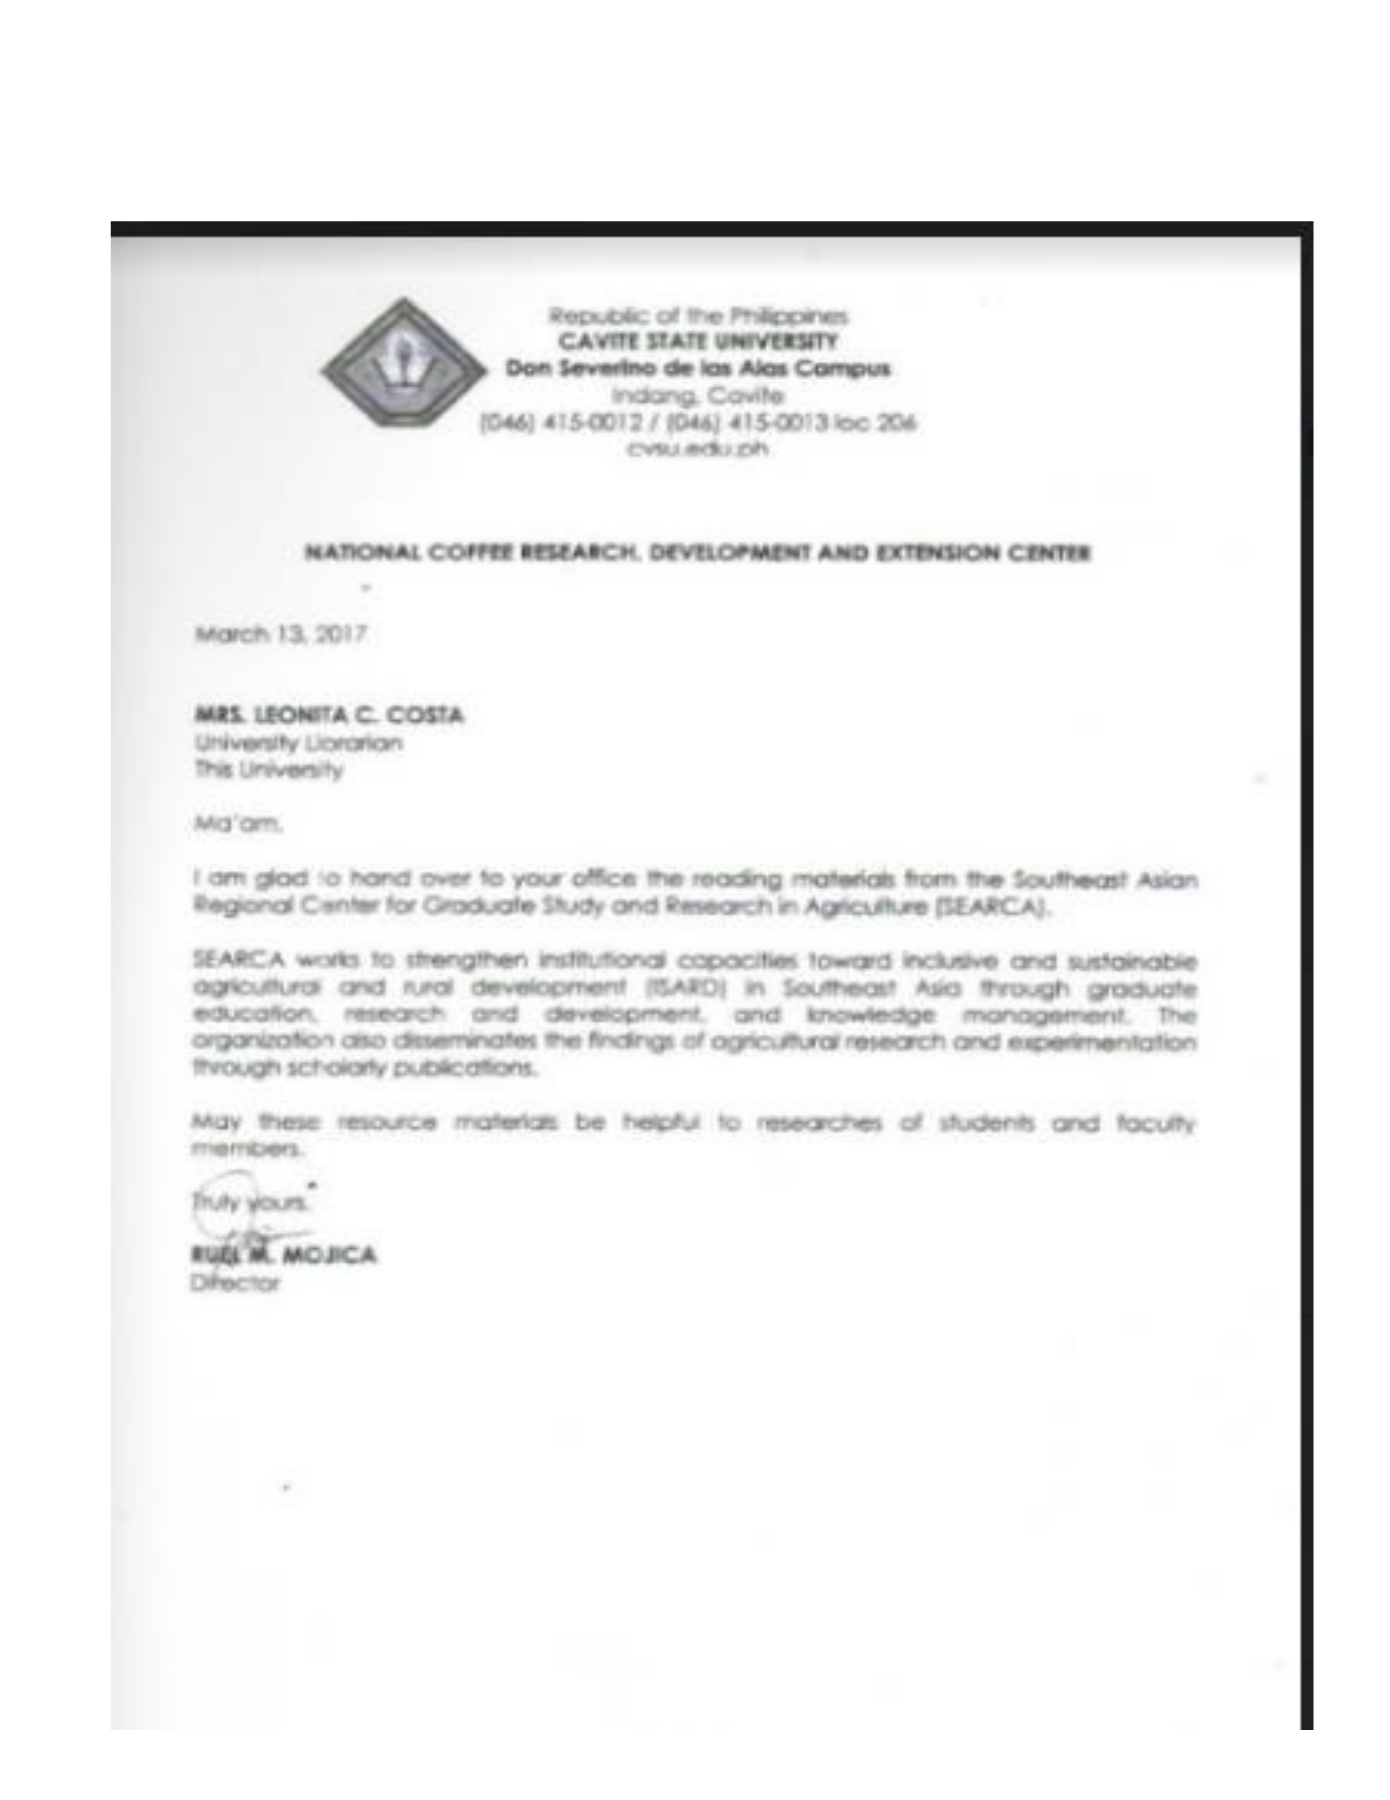 Republic of the Philippines
CAVITE STATE UNIVERSITY
Don Severino de las Alas Campus
Indang, Cavite
(046) 415-0012 / (046) 415-0013 loc 206
cvsu.edu.ph
NATIONAL COFFEE RESEARCH, DEVELOPMENT AND EXTENSION CENTER
March 13, 2017
MRS. LEONITA C. COSTA
University Librarian
This University
Ma'am,
I am glad to hand over to your office the reading materials from the Southeast Asian
Regional Center for Graduate Study and Research in Agriculture (SEARCA).
SEARCA works to strengthen institutional capacities toward inclusive and sustainable
agricultural and rural development (ISARD) in Southeast Asia through graduate
education, research and development, and knowledge management. The
organization also disseminates the findings of agricultural research and experimentation
through scholarly publications.
May these resource materials be helpful to researches of students and faculty
members.
Truly yours,
RUEL M. MOJICA
Director